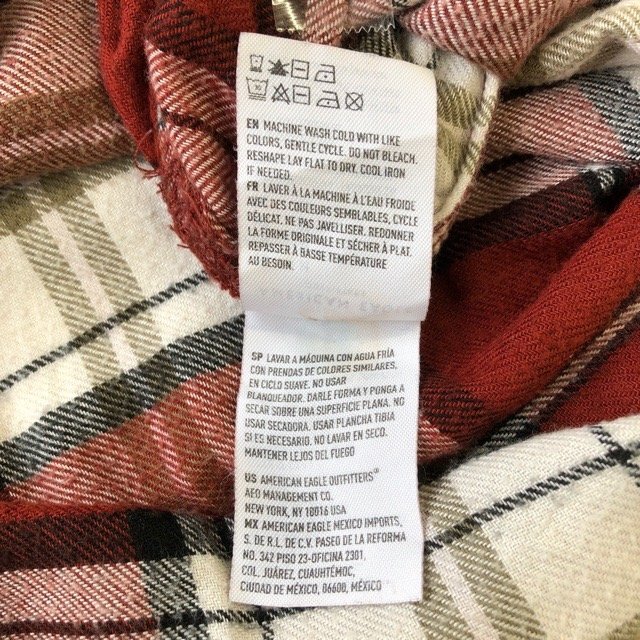 EN MACHINE WASH COLD WITH LIKE
COLORS, GENTLE CYCLE. DO NOT BLEACH.
RESHAPE LAY FLAT TO DRY. COOL IRON
IF NEEDED.
FR LAVER À LA MACHINE À L'EAU FROIDE
AVEC DES COULEURS SEMBLABLES, CYCLE
DÉLICAT. NE PAS JAVELLISER. REDONNER
LA FORME ORIGINALE ET SÉCHER À PLAT.
REPASSER À BASSE TEMPÉRATURE
AU BESOIN.
SP LAVAR A MÁQUINA CON AGUA FRÍA
CON PRENDAS DE COLORES SIMILARES,
EN CICLO SUAVE. NO USAR
BLANQUEADOR. DARLE FORMA Y PONGA A
SECAR SOBRE UNA SUPERFICIE PLANA. NO
USAR SECADORA. USAR PLANCHA TIBIA
SI ES NECESARIO. NO LAVAR EN SECO.
MANTENER LEJOS DEL FUEGO
US AMERICAN EAGLE OUTFITTERS®
AEO MANAGEMENT CO.
NEW YORK, NY 10016 USA
MX AMERICAN EAGLE MEXICO IMPORTS,
S. DE R.L. DE C.V. PASEO DE LA REFORMA
NO. 342 PISO 23-OFICINA 2301,
COL. JUÁREZ, CUAUHTÉMOC,
CIUDAD DE MÉXICO, 06600, MÉXICO